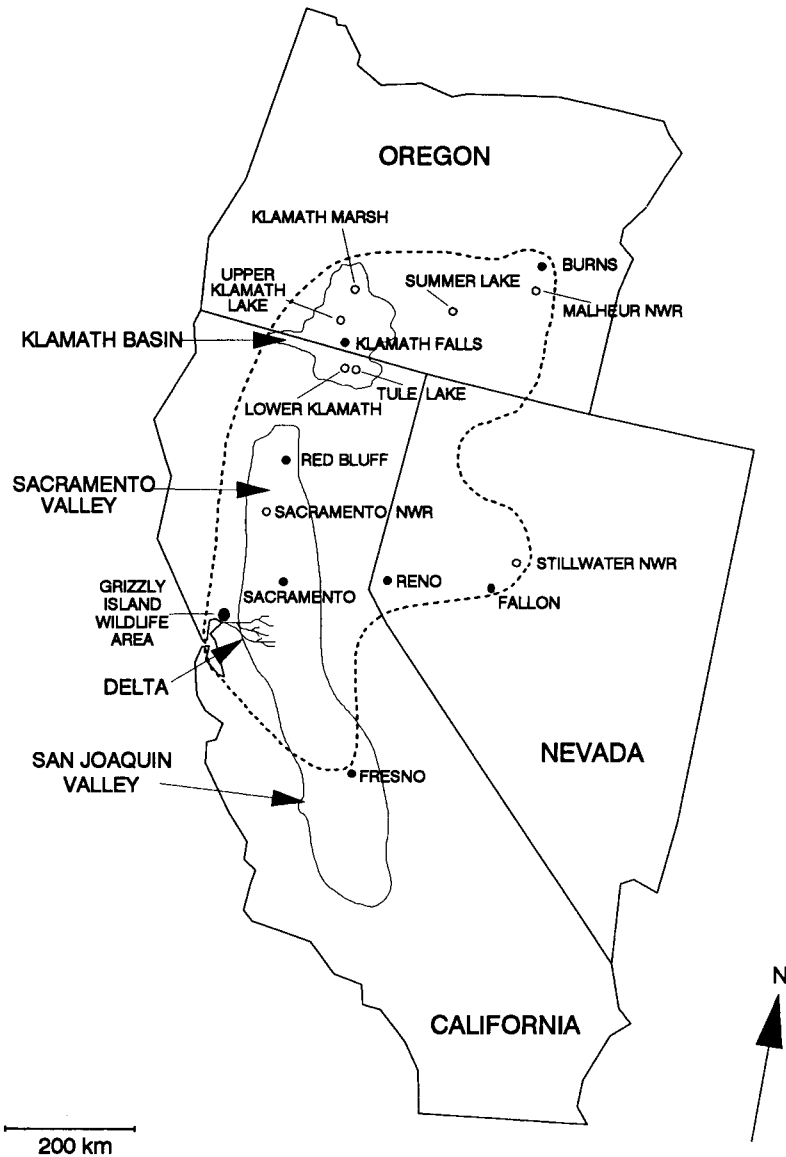 OREGON
KLAMATH MARSH
BURNS
UPPER
KLAMATH
LAKE
SUMMER LAKE
MALHEUR NWR
KLAMATH BASIN
KLAMATH FALLS
TULE LAKE
LOWER KLAMATH
RED BLUFF
SACRAMENTO
VALLEY
SACRAMENTO NWR
STILLWATER NWR
GRIZZLY
ISLAND
WILDLIFE
AREA
SACRAMENTO
RENO
FALLON
DELTA
SAN JOAQUIN
VALLEY
FRESNO
NEVADA
N
CALIFORNIA
200 km